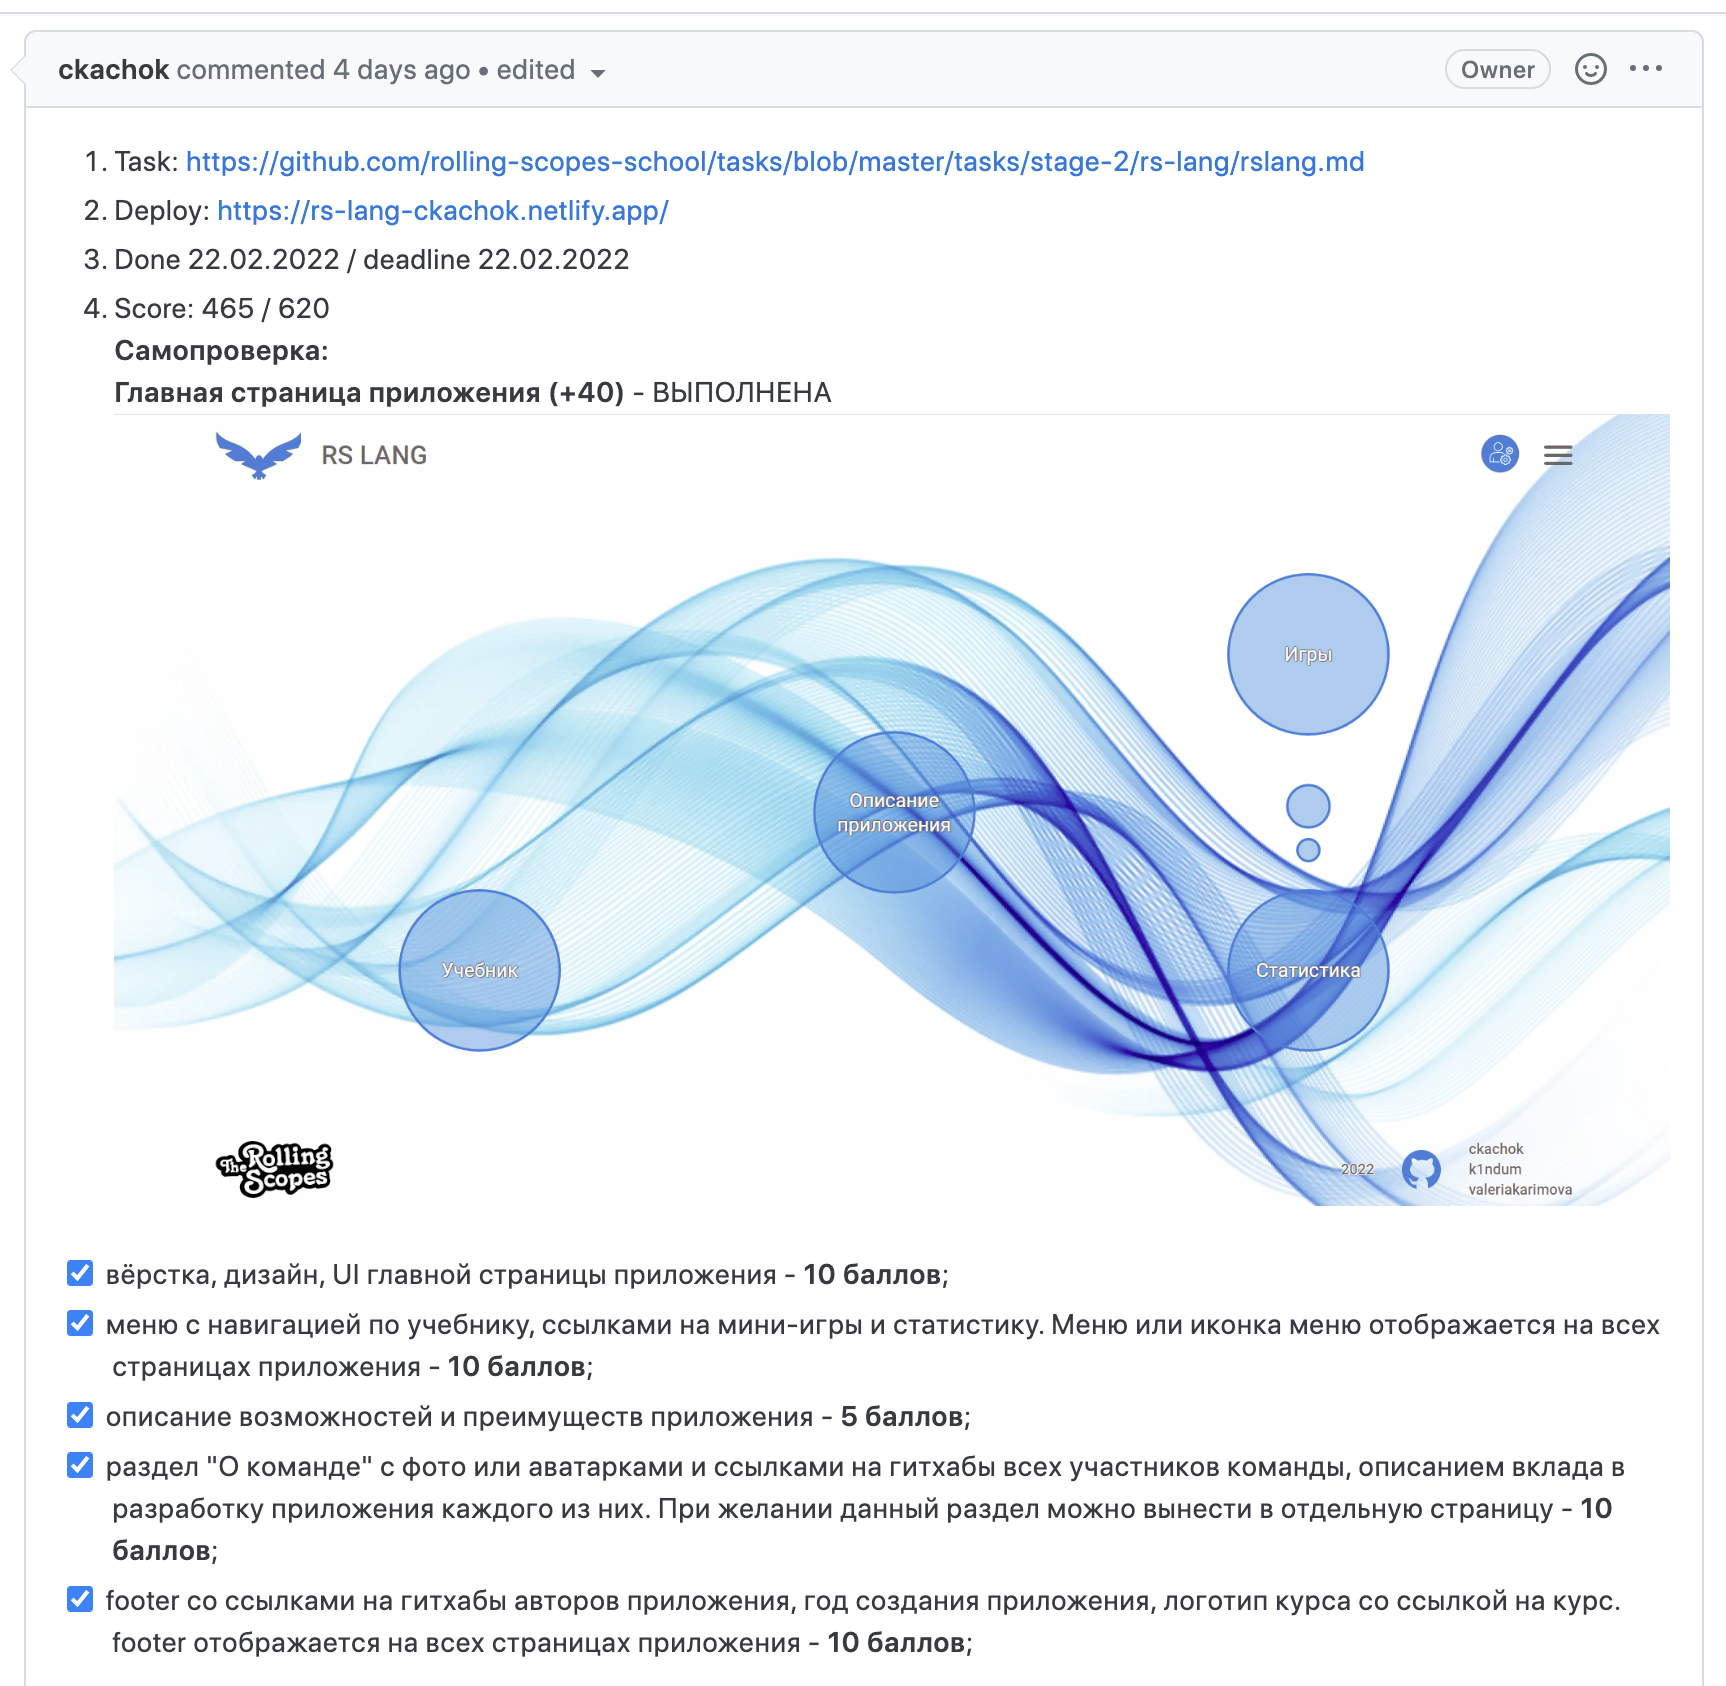 ckachok commented 4 days ago • edited
Owner
1. Task: https://github.com/rolling-scopes-school/tasks/blob/master/tasks/stage-2/rs-lang/rslang.md
2. Deploy: https://rs-lang-ckachok.netlify.app/
3. Done 22.02.2022 / deadline 22.02.2022
4. Score: 465 / 620
Самопроверка:
Главная страница приложения (+40) - ВЫПОЛНЕНА
RS LANG
Игры
Описание
приложения
Учебник
Статистика
The Rolling
Scopes
2022
ckachok
k1ndum
valeriakarimova
вёрстка, дизайн, UI главной страницы приложения - 10 баллов;
меню с навигацией по учебнику, ссылками на мини-игры и статистику. Меню или иконка меню отображается на всех
страницах приложения - 10 баллов;
описание возможностей и преимуществ приложения - 5 баллов;
раздел "О команде" с фото или аватарками и ссылками на гитхабы всех участников команды, описанием вклада в
разработку приложения каждого из них. При желании данный раздел можно вынести в отдельную страницу - 10
баллов;
footer со ссылками на гитхабы авторов приложения, год создания приложения, логотип курса со ссылкой на курс.
footer отображается на всех страницах приложения - 10 баллов;